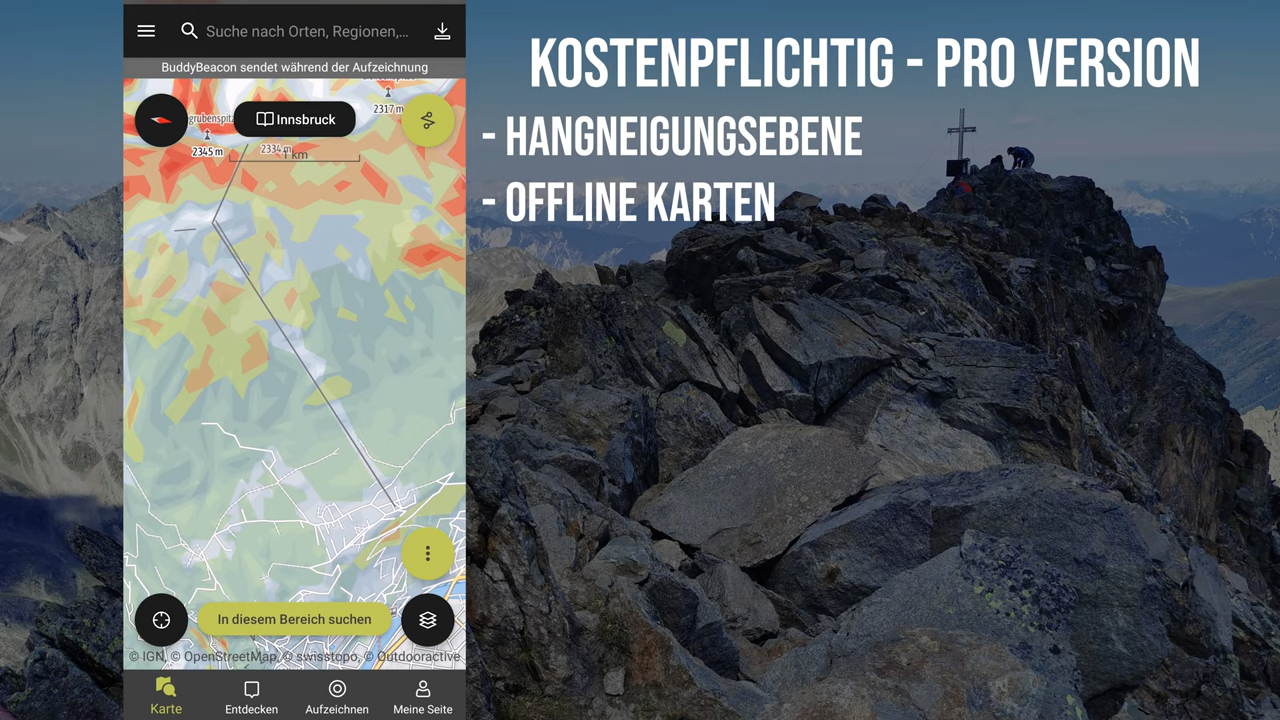 Suche nach Orten, Regionen,...
BuddyBeacon sendet während der Aufzeichnung
2317 m
Innsbruck
2345 m
2334 m
1 km
In diesem Bereich suchen
© IGN, © OpenStreetMap, © swisstopo, © Outdooractive
Karte
Entdecken
Aufzeichnen
Meine Seite
KOSTENPFLICHTIG - PRO VERSION
- HANGNEIGUNGSEBENE
- OFFLINE KARTEN